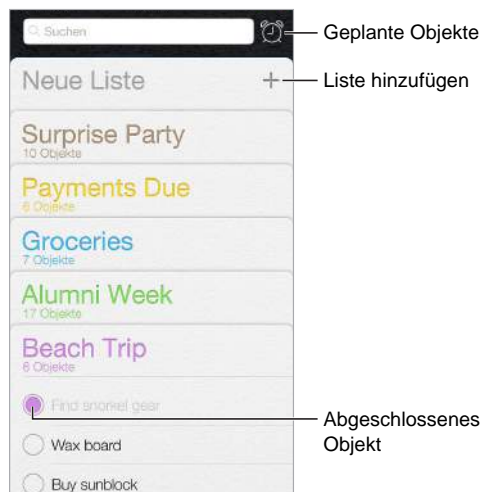 Suchen
Geplante Objekte
Neue Liste
+
Liste hinzufügen
Surprise Party
10 Objekte
Payments Due
6 Objekte
Groceries
7 Objekte
Alumni Week
17 Objekte
Beach Trip
6 Objekte
Find snorkel gear
Abgeschlossenes
Objekt
Wax board
Buy sunblock